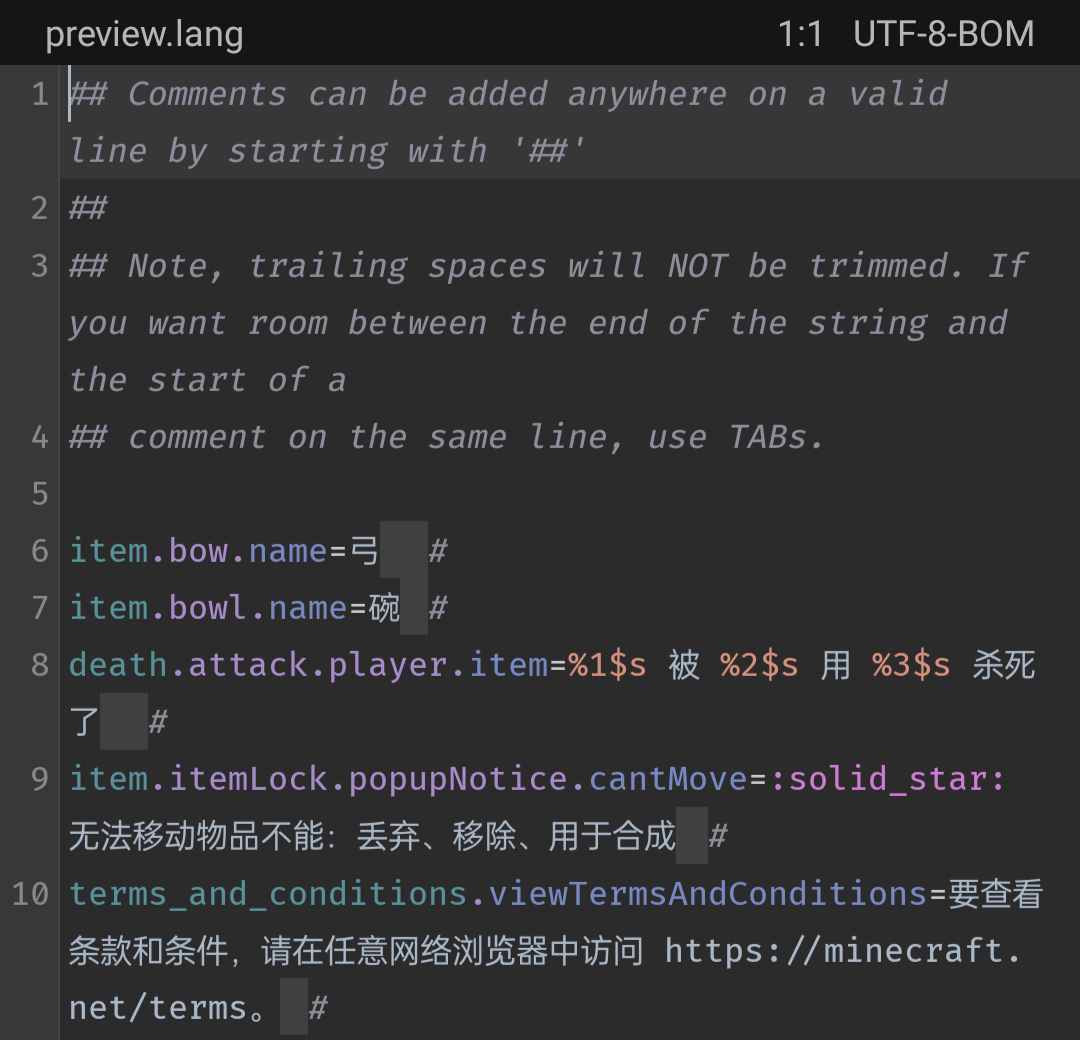 preview.lang 1:1 UTF-8-BOM
1 ## Comments can be added anywhere on a valid
line by starting with '##'
2 ##
3 ## Note, trailing spaces will NOT be trimmed. If
you want room between the end of the string and
the start of a
4 ## comment on the same line, use TABs.
5
6 item.bow.name=弓	#
7 item.bowl.name=碗	#
8 death.attack.player.item=%1$s 被 %2$s 用 %3$s 杀死
了	#
9 item.itemLock.popupNotice.cantMove=:solid_star:
无法移动物品不能：丢弃、移除、用于合成	#
10 terms_and_conditions.viewTermsAndConditions=要查看
条款和条件，请在任意网络浏览器中访问 https://minecraft.
net/terms。	#